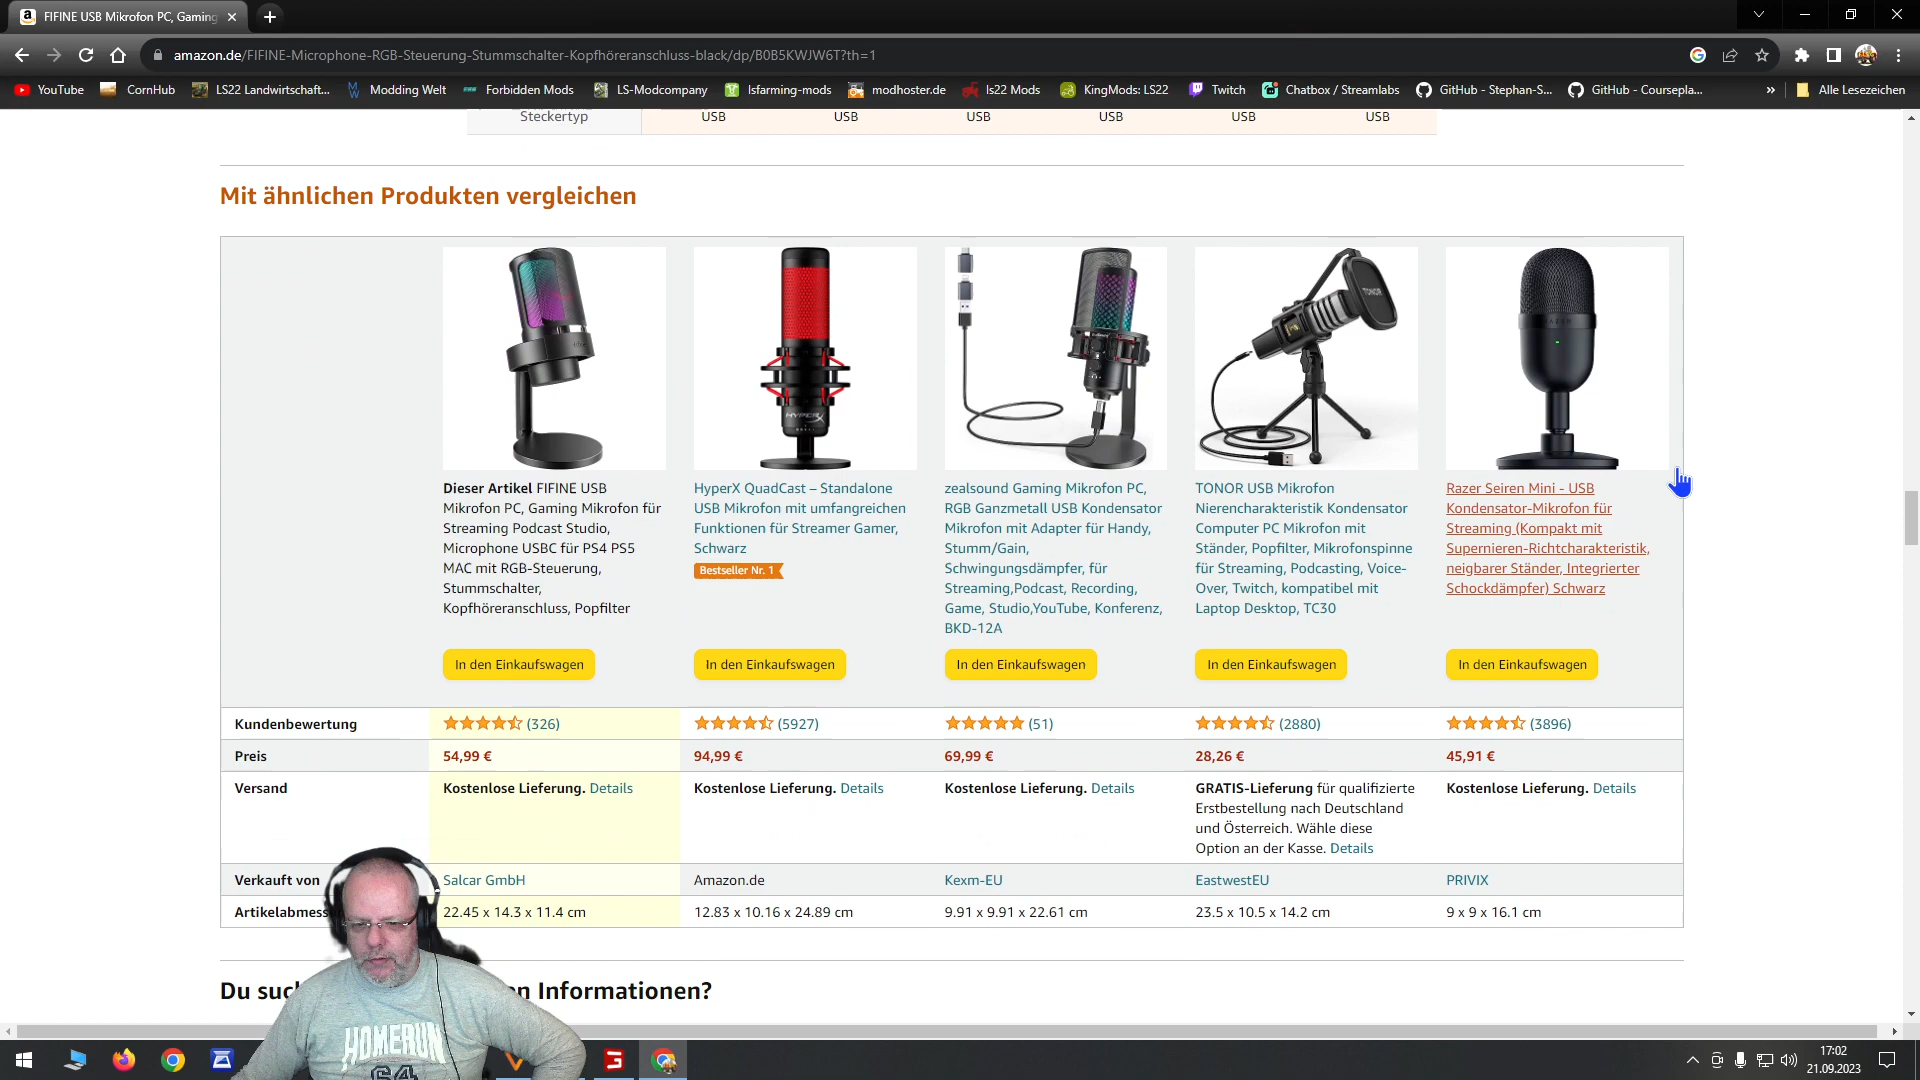 FIFINE USB Mikrofon PC, Gaming
amazon.de/FIFINE-Microphone-RGB-Steuerung-Stummschalter-Kopfhöreranschluss-black/dp/B0B5KWJW6T?th=1
YouTube CornHub LS22 Landwirtschaft... Modding Welt Forbidden Mods LS-Modcompany lsfarming-mods modhoster.de ls22 Mods KingMods: LS22 Twitch Chatbox / Streamlabs GitHub - Stephan-S... GitHub - Coursepla... » Alle Lesezeichen
Steckertyp USB USB USB USB USB USB
Mit ähnlichen Produkten vergleichen
HYPERX
TONOR
Dieser Artikel FIFINE USB
Mikrofon PC, Gaming Mikrofon für
Streaming Podcast Studio,
Microphone USBC für PS4 PS5
MAC mit RGB-Steuerung,
Stummschalter,
Kopfhöreranschluss, Popfilter
HyperX QuadCast – Standalone
USB Mikrofon mit umfangreichen
Funktionen für Streamer Gamer,
Schwarz
Bestseller Nr. 1
zealsound Gaming Mikrofon PC,
RGB Ganzmetall USB Kondensator
Mikrofon mit Adapter für Handy,
Stumm/Gain,
Schwingungsdämpfer, für
Streaming,Podcast, Recording,
Game, Studio,YouTube, Konferenz,
BKD-12A
TONOR USB Mikrofon
Nierencharakteristik Kondensator
Computer PC Mikrofon mit
Ständer, Popfilter, Mikrofonspinne
für Streaming, Podcasting, Voice-
Over, Twitch, kompatibel mit
Laptop Desktop, TC30
Razer Seiren Mini - USB
Kondensator-Mikrofon für
Streaming (Kompakt mit
Supernieren-Richtcharakteristik,
neigbarer Ständer, Integrierter
Schockdämpfer) Schwarz
In den Einkaufswagen In den Einkaufswagen In den Einkaufswagen In den Einkaufswagen In den Einkaufswagen
Kundenbewertung (326) (5927) (51) (2880) (3896)
Preis 54,99 € 94,99 € 69,99 € 28,26 € 45,91 €
Versand Kostenlose Lieferung. Details Kostenlose Lieferung. Details Kostenlose Lieferung. Details GRATIS-Lieferung für qualifizierte
Erstbestellung nach Deutschland
und Österreich. Wähle diese
Option an der Kasse. Details
Kostenlose Lieferung. Details
Verkauft von Salcar GmbH Amazon.de Kexm-EU EastwestEU PRIVIX
Artikelabmess 22.45 x 14.3 x 11.4 cm 12.83 x 10.16 x 24.89 cm 9.91 x 9.91 x 22.61 cm 23.5 x 10.5 x 14.2 cm 9 x 9 x 16.1 cm
Du suc n Informationen?
HOMERUN
64
17:02
21.09.2023